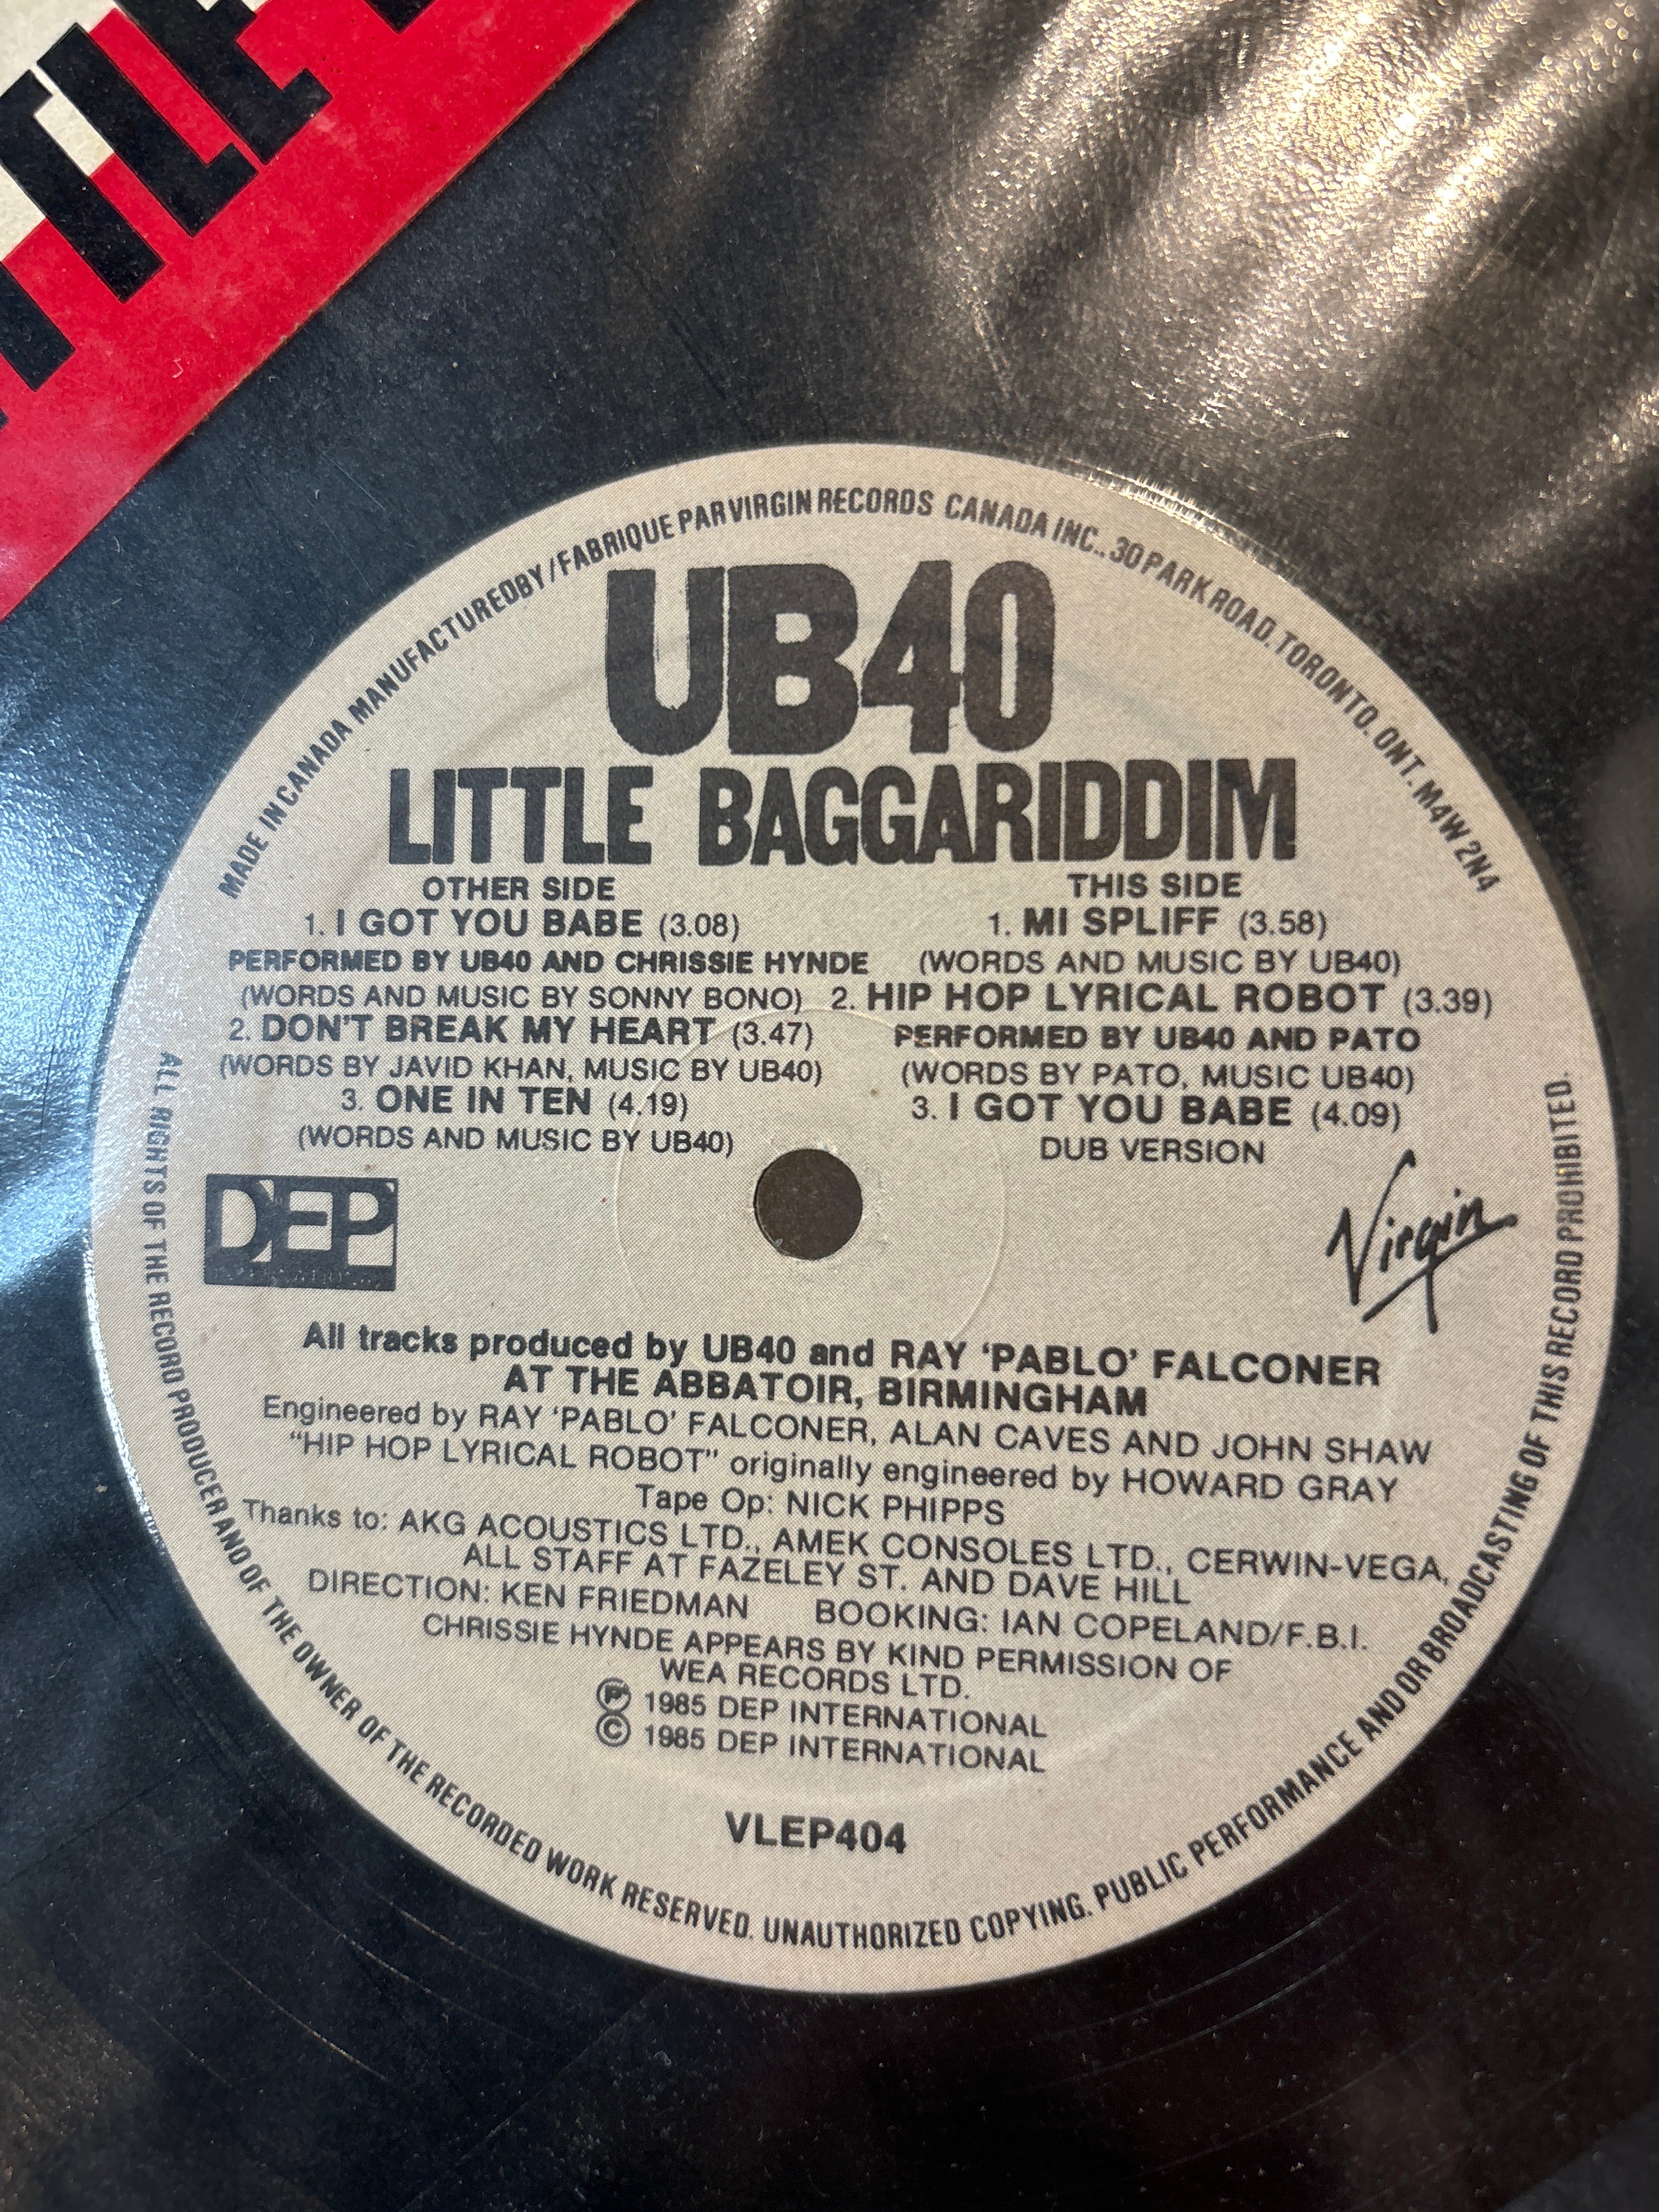 MADE IN CANADA MANUFACTURED BY / FABRIQUE PAR VIRGIN RECORDS CANADA INC., 30 PARK ROAD. TORONTO. ONT. M4W 2N4
UB40
LITTLE BAGGARIDDIM
OTHER SIDE
1. I GOT YOU BABE (3.08)
PERFORMED BY UB40 AND CHRISSIE HYNDE
(WORDS AND MUSIC BY SONNY BONO)
2. DON'T BREAK MY HEART (3.47)
(WORDS BY JAVID KHAN, MUSIC BY UB40)
3. ONE IN TEN (4.19)
(WORDS AND MUSIC BY UB40)
THIS SIDE
1. MI SPLIFF (3.58)
(WORDS AND MUSIC BY UB40)
2. HIP HOP LYRICAL ROBOT (3.39)
PERFORMED BY UB40 AND PATO
(WORDS BY PATO, MUSIC UB40)
3. I GOT YOU BABE (4.09)
DUB VERSION
DEP
Virgin
All tracks produced by UB40 and RAY 'PABLO' FALCONER
AT THE ABBATOIR, BIRMINGHAM
Engineered by RAY 'PABLO' FALCONER, ALAN CAVES AND JOHN SHAW
"HIP HOP LYRICAL ROBOT" originally engineered by HOWARD GRAY
Tape Op: NICK PHIPPS
Thanks to: AKG ACOUSTICS LTD., AMEK CONSOLES LTD., CERWIN-VEGA,
ALL STAFF AT FAZELEY ST. AND DAVE HILL
DIRECTION: KEN FRIEDMAN BOOKING: IAN COPELAND/F.B.I.
CHRISSIE HYNDE APPEARS BY KIND PERMISSION OF
WEA RECORDS LTD.
Ⓟ 1985 DEP INTERNATIONAL
© 1985 DEP INTERNATIONAL
VLEP404
ALL RIGHTS OF THE RECORD PRODUCER AND OF THE OWNER OF THE RECORDED WORK RESERVED. UNAUTHORIZED COPYING. PUBLIC PERFORMANCE AND/OR BROADCASTING OF THIS RECORD PROHIBITED.